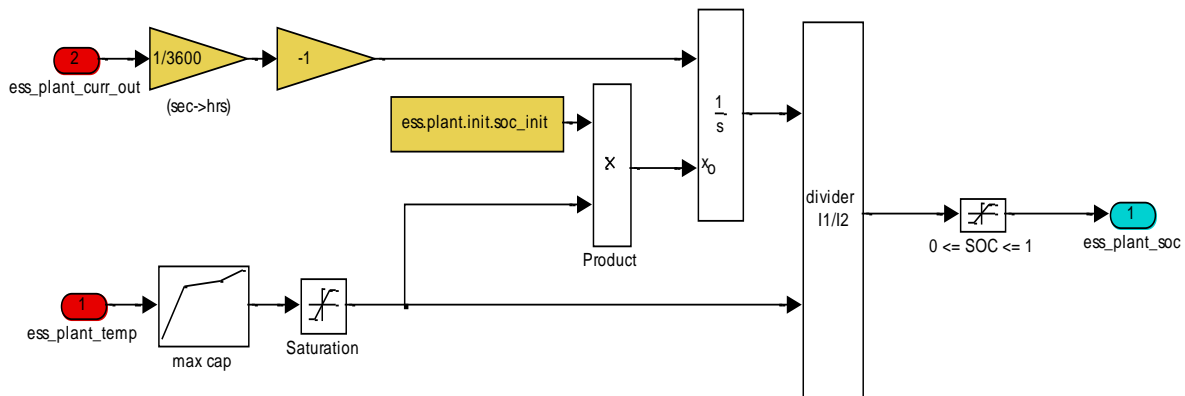 2
ess_plant_curr_out
1/3600
(sec->hrs)
-1
ess.plant.init.soc_init
x
Product
1
s
xo
divider
I1/I2
0 <= SOC <= 1
1
ess_plant_soc
1
ess_plant_temp
max cap
Saturation